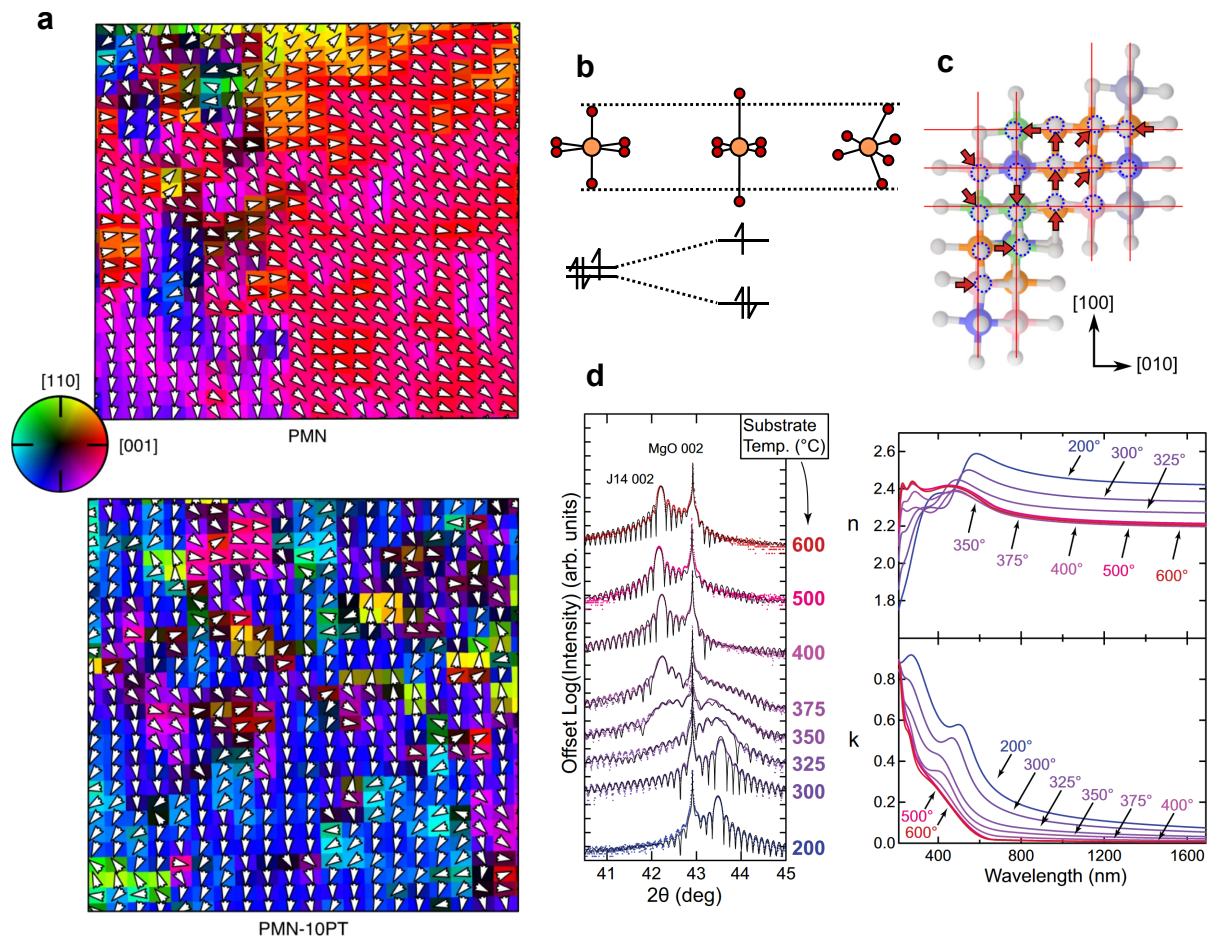 a
PMN
[110]
[001]
PMN-10PT
b
c
[100]
[010]
d
Substrate
Temp. (°C)
MgO 002
J14 002
600
500
400
375
350
325
300
200
Offset Log(Intensity) (arb. units)
41 42 43 44 45
2θ (deg)
2.6
2.4
2.2
2.0
1.8
n
200°
300°
325°
350°
375°
400°
500°
600°
0.8
0.6
0.4
0.2
0.0
k
200°
300°
325°
350°
375°
400°
500°
600°
400 800 1200 1600
Wavelength (nm)